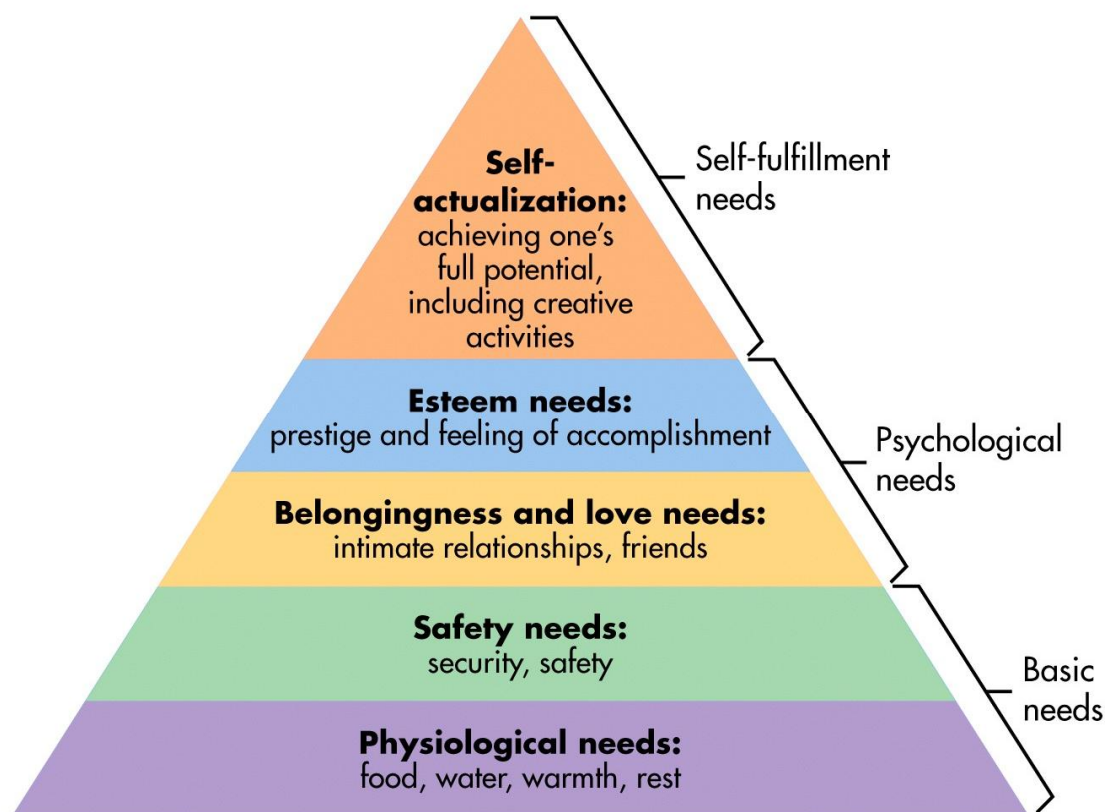 Self-
actualization:
achieving one's
full potential,
including creative
activities
Self-fulfillment
needs
Esteem needs:
prestige and feeling of accomplishment
Psychological
needs
Belongingness and love needs:
intimate relationships, friends
Safety needs:
security, safety
Basic
needs
Physiological needs:
food, water, warmth, rest